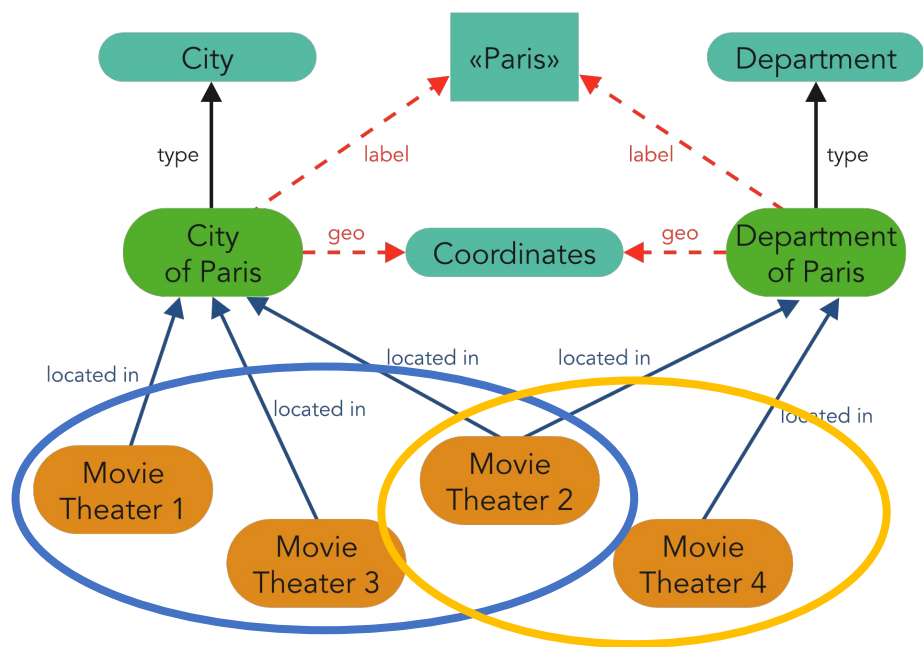 City
«Paris»
Department
type
label
label
type
City
of Paris
geo
Coordinates
geo
Department
of Paris
located in
located in
located in
located in
located in
Movie
Theater 1
Movie
Theater 2
Movie
Theater 3
Movie
Theater 4